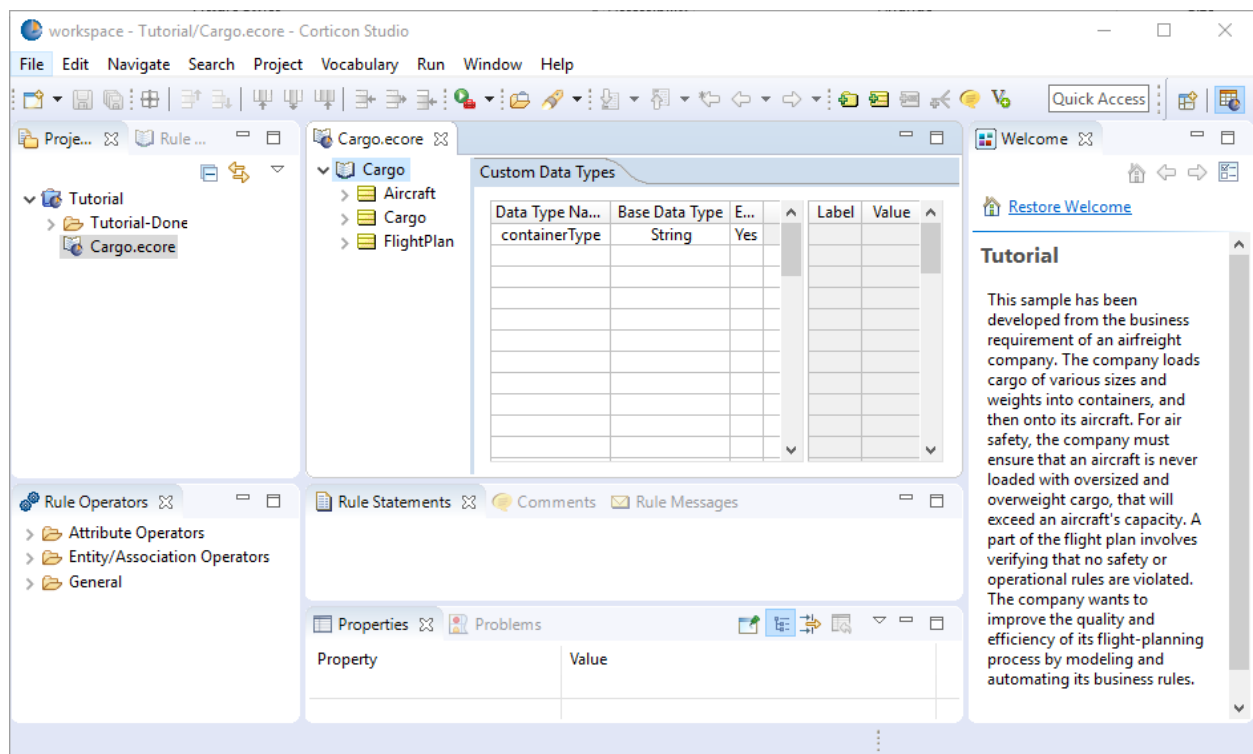 workspace - Tutorial/Cargo.ecore - Corticon Studio
File Edit Navigate Search Project Vocabulary Run Window Help
Quick Access
Proje...
Rule ...
Tutorial
Tutorial-Done
Cargo.ecore
Cargo.ecore
Cargo
Aircraft
Cargo
FlightPlan
Custom Data Types
Data Type Na... Base Data Type E...
containerType String Yes
Label Value
Welcome
Restore Welcome
Tutorial
This sample has been
developed from the business
requirement of an airfreight
company. The company loads
cargo of various sizes and
weights into containers, and
then onto its aircraft. For air
safety, the company must
ensure that an aircraft is never
loaded with oversized and
overweight cargo, that will
exceed an aircraft's capacity. A
part of the flight plan involves
verifying that no safety or
operational rules are violated.
The company wants to
improve the quality and
efficiency of its flight-planning
process by modeling and
automating its business rules.
Rule Operators
Attribute Operators
Entity/Association Operators
General
Rule Statements Comments Rule Messages
Properties Problems
Property Value